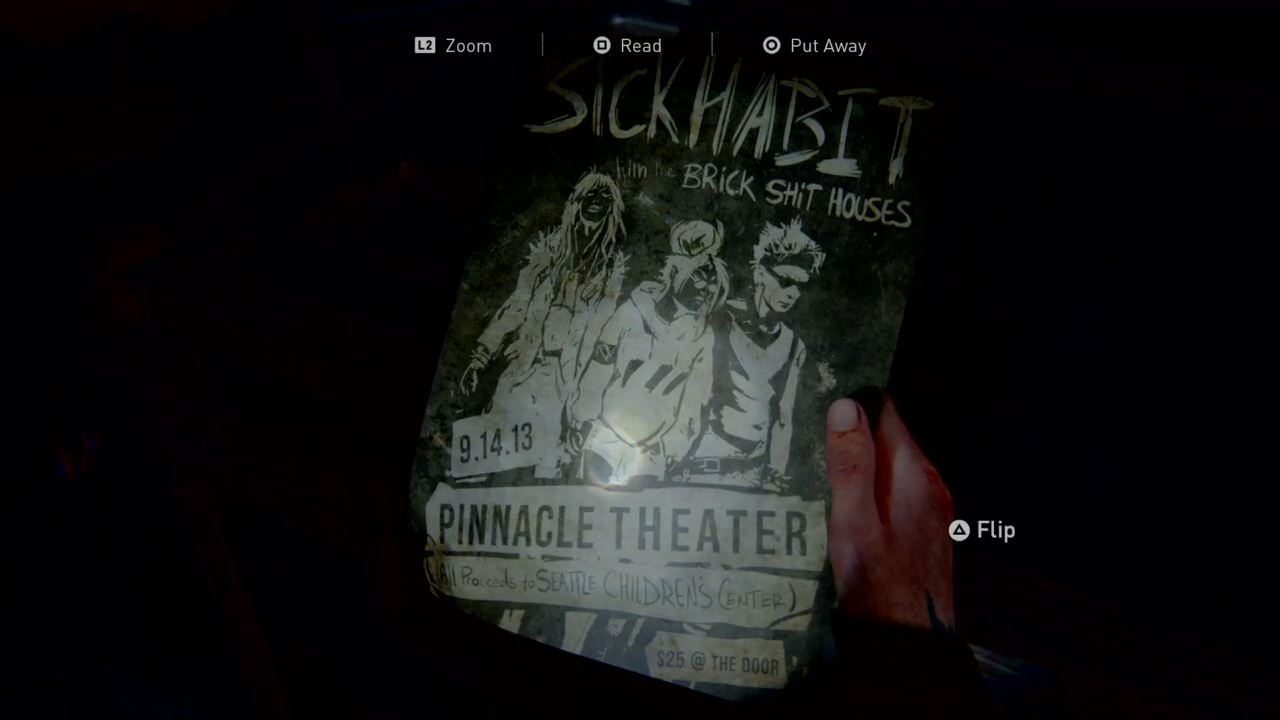 L2 Zoom
Read
Put Away
SICK HABIT
BRICK SHIT HOUSES
9.14.13
PINNACLE THEATER
(All Proceeds to SEATTLE CHILDREN'S CENTER)
$25 @ THE DOOR
Flip